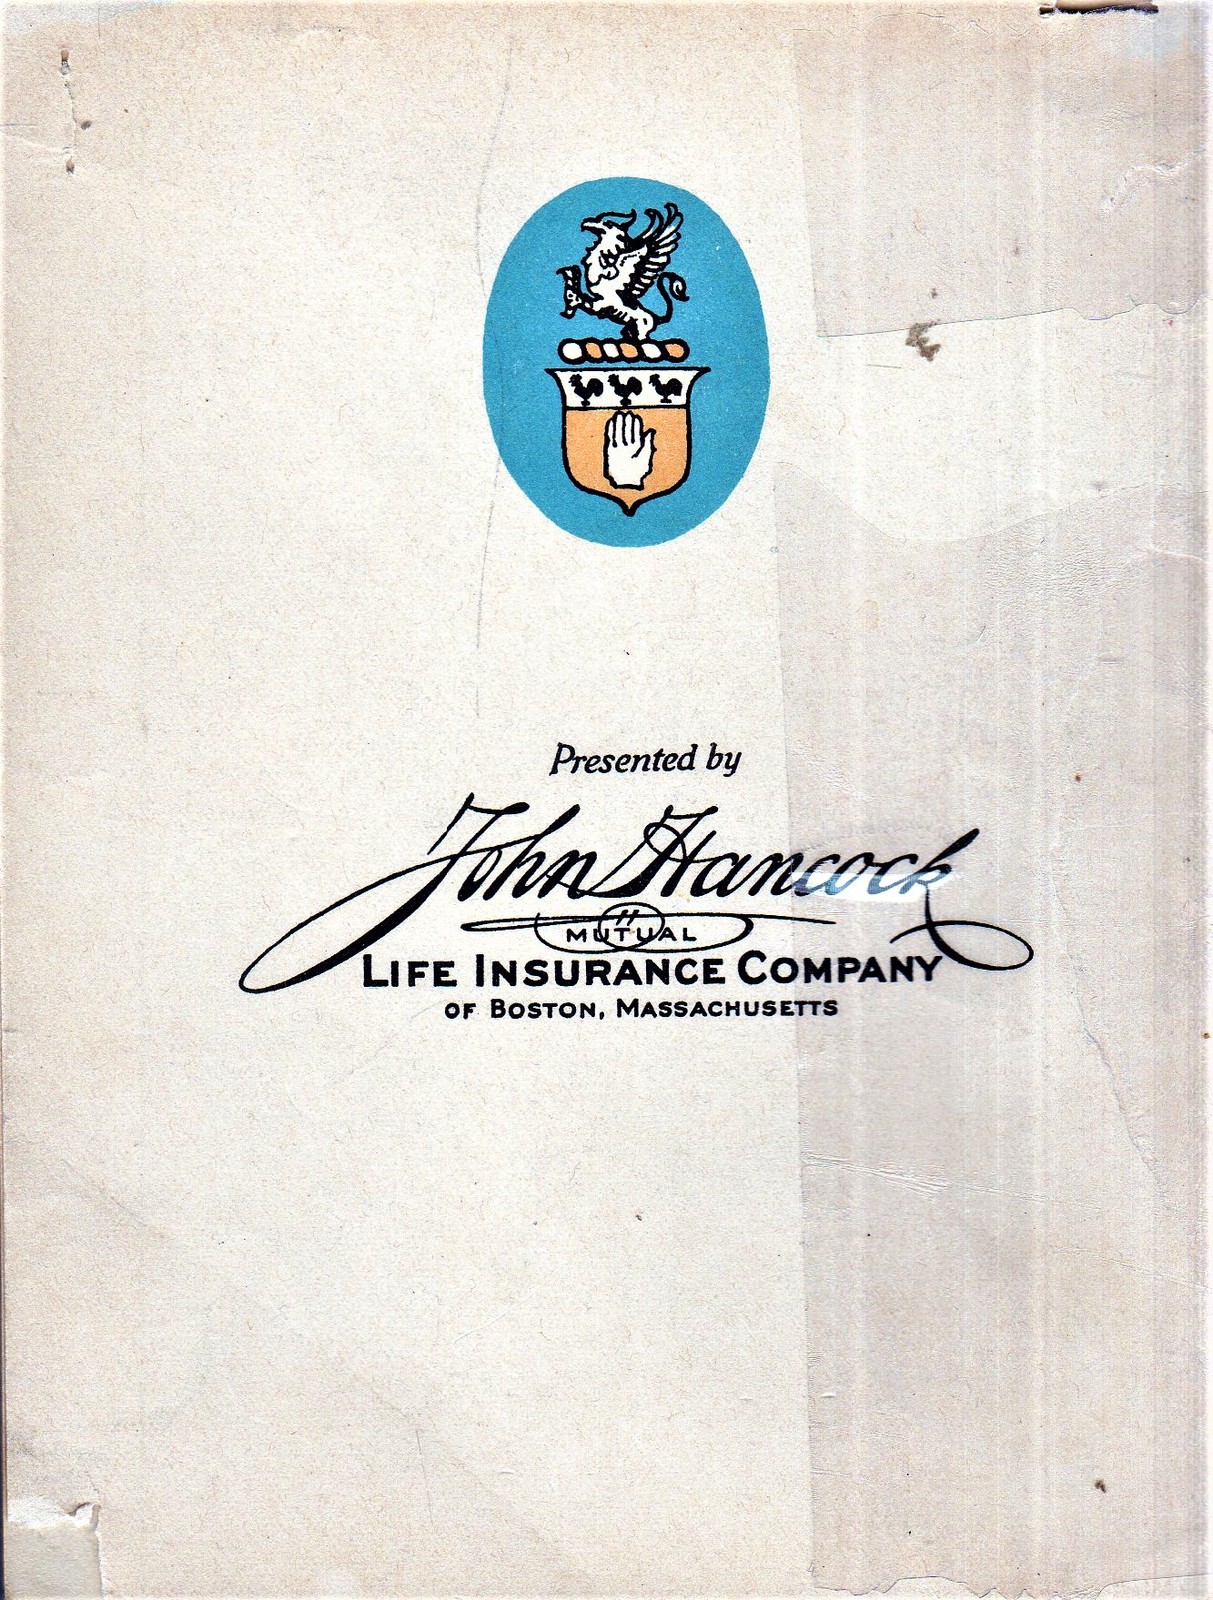 Presented by
John Hancock
MUTUAL
LIFE INSURANCE COMPANY
OF BOSTON, MASSACHUSETTS